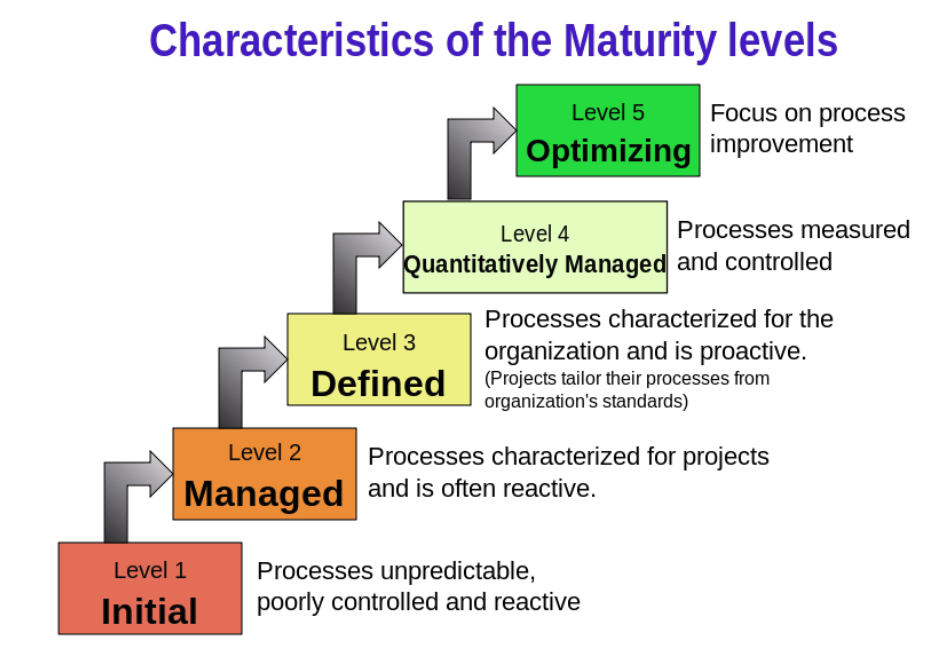 Characteristics of the Maturity levels
Level 5
Optimizing
Focus on process
improvement
Level 4
Quantitatively Managed
Processes measured
and controlled
Level 3
Defined
Processes characterized for the
organization and is proactive.
(Projects tailor their processes from
organization's standards)
Level 2
Managed
Processes characterized for projects
and is often reactive.
Level 1
Initial
Processes unpredictable,
poorly controlled and reactive